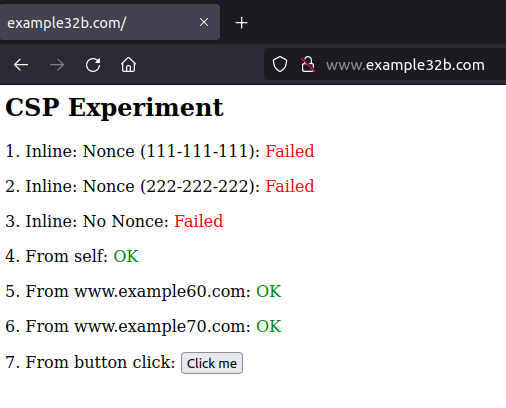 example32b.com/
www.example32b.com
CSP Experiment
1. Inline: Nonce (111-111-111): Failed
2. Inline: Nonce (222-222-222): Failed
3. Inline: No Nonce: Failed
4. From self: OK
5. From www.example60.com: OK
6. From www.example70.com: OK
7. From button click: Click me